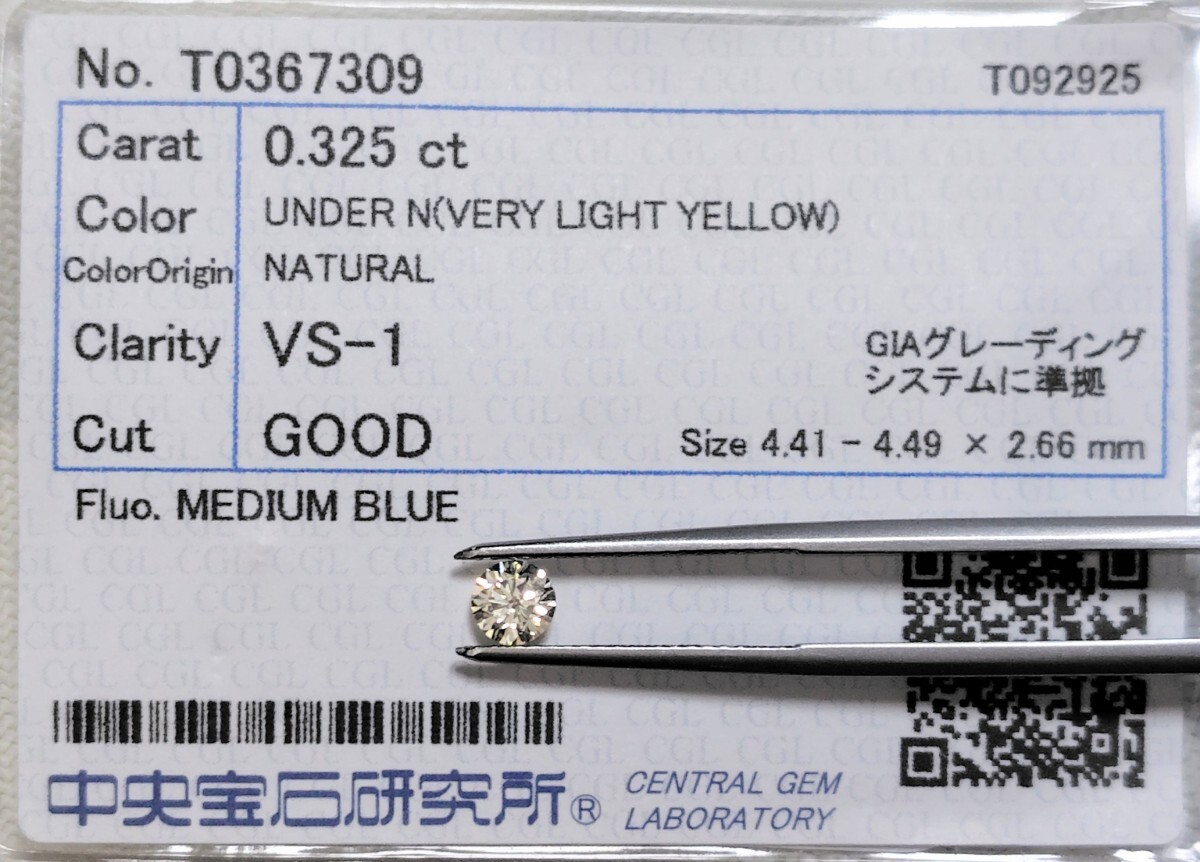 No. T0367309 T092925
Carat 0.325 ct
Color UNDER N(VERY LIGHT YELLOW)
ColorOrigin NATURAL
Clarity VS-1
GIAグレーディング
システムに準拠
Cut GOOD Size 4.41 - 4.49 × 2.66 mm
Fluo. MEDIUM BLUE
中央宝石研究所® CENTRAL GEM
LABORATORY